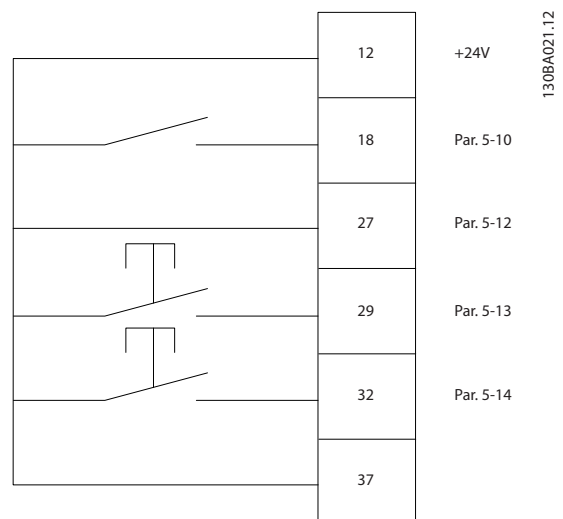 12 +24V
18 Par. 5-10
27 Par. 5-12
29 Par. 5-13
32 Par. 5-14
37
130BA021.12